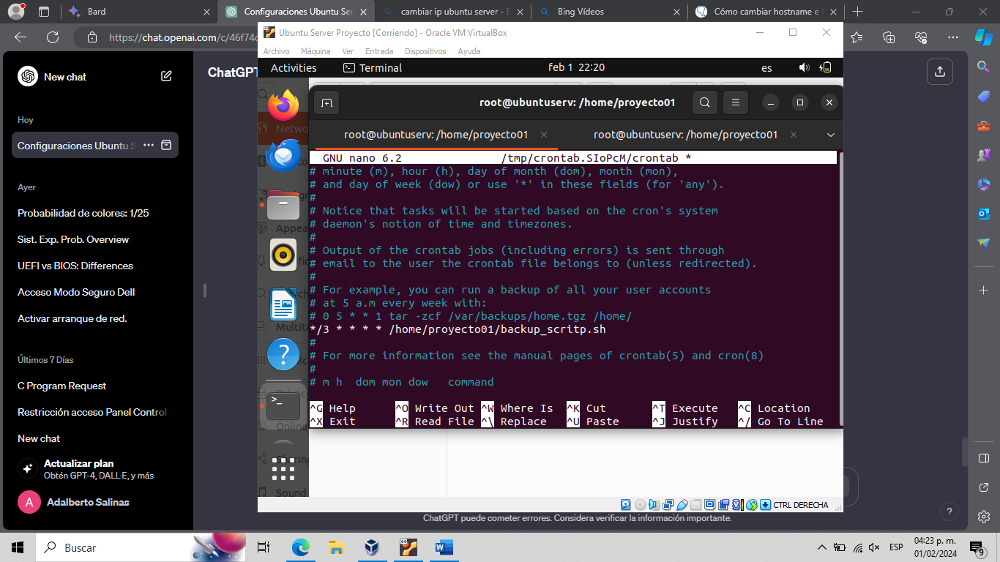 Bard
Configuraciones Ubuntu Ser
cambiar ip ubuntu server - B
Bing Vídeos
Cómo cambiar hostname e
https://chat.openai.com/c/46f74
New chat
Hoy
Configuraciones Ubuntu S
Ayer
Probabilidad de colores: 1/25
Sist. Exp. Prob. Overview
UEFI vs BIOS: Differences
Acceso Modo Seguro Dell
Activar arranque de red.
Últimos 7 Días
C Program Request
Restricción acceso Panel Control
New chat
Actualizar plan
Obtén GPT-4, DALL·E, y más
A
Adalberto Salinas
ChatGPT
Ubuntu Server Proyecto [Corriendo] - Oracle VM VirtualBox
Archivo Máquina Ver Entrada Dispositivos Ayuda
Activities Terminal feb 1 22:20 es
Netwo
Appea
Multita
Privacy
Online
Sharing
Sound
root@ubuntuserv: /home/proyecto01
root@ubuntuserv: /home/proyecto01 root@ubuntuserv: /home/proyecto01
GNU nano 6.2 /tmp/crontab.SIoPcM/crontab *
# minute (m), hour (h), day of month (dom), month (mon),
# and day of week (dow) or use '*' in these fields (for 'any').
#
# Notice that tasks will be started based on the cron's system
# daemon's notion of time and timezones.
#
# Output of the crontab jobs (including errors) is sent through
# email to the user the crontab file belongs to (unless redirected).
#
# For example, you can run a backup of all your user accounts
# at 5 a.m every week with:
# 0 5 * * 1 tar -zcf /var/backups/home.tgz /home/
*/3 * * * * /home/proyecto01/backup_scritp.sh
#
# For more information see the manual pages of crontab(5) and cron(8)
#
# m h  dom mon dow   command
^G Help ^O Write Out ^W Where Is ^K Cut ^T Execute ^C Location
^X Exit ^R Read File ^\ Replace ^U Paste ^J Justify ^/ Go To Line
CTRL DERECHA
ChatGPT puede cometer errores. Considera verificar la información importante.
?
Buscar
ESP
04:23 p. m.
01/02/2024
9